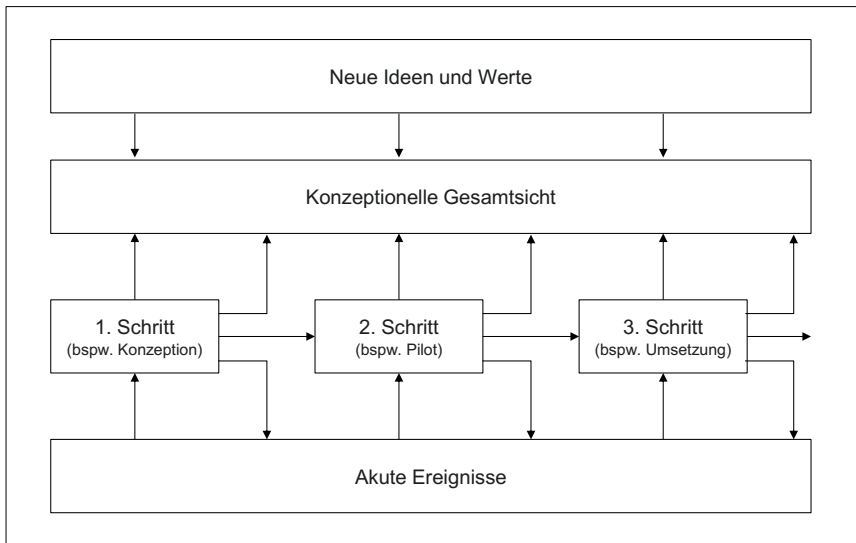 Neue Ideen und Werte
Konzeptionelle Gesamtsicht
1. Schritt
(bspw. Konzeption)
2. Schritt
(bspw. Pilot)
3. Schritt
(bspw. Umsetzung)
Akute Ereignisse